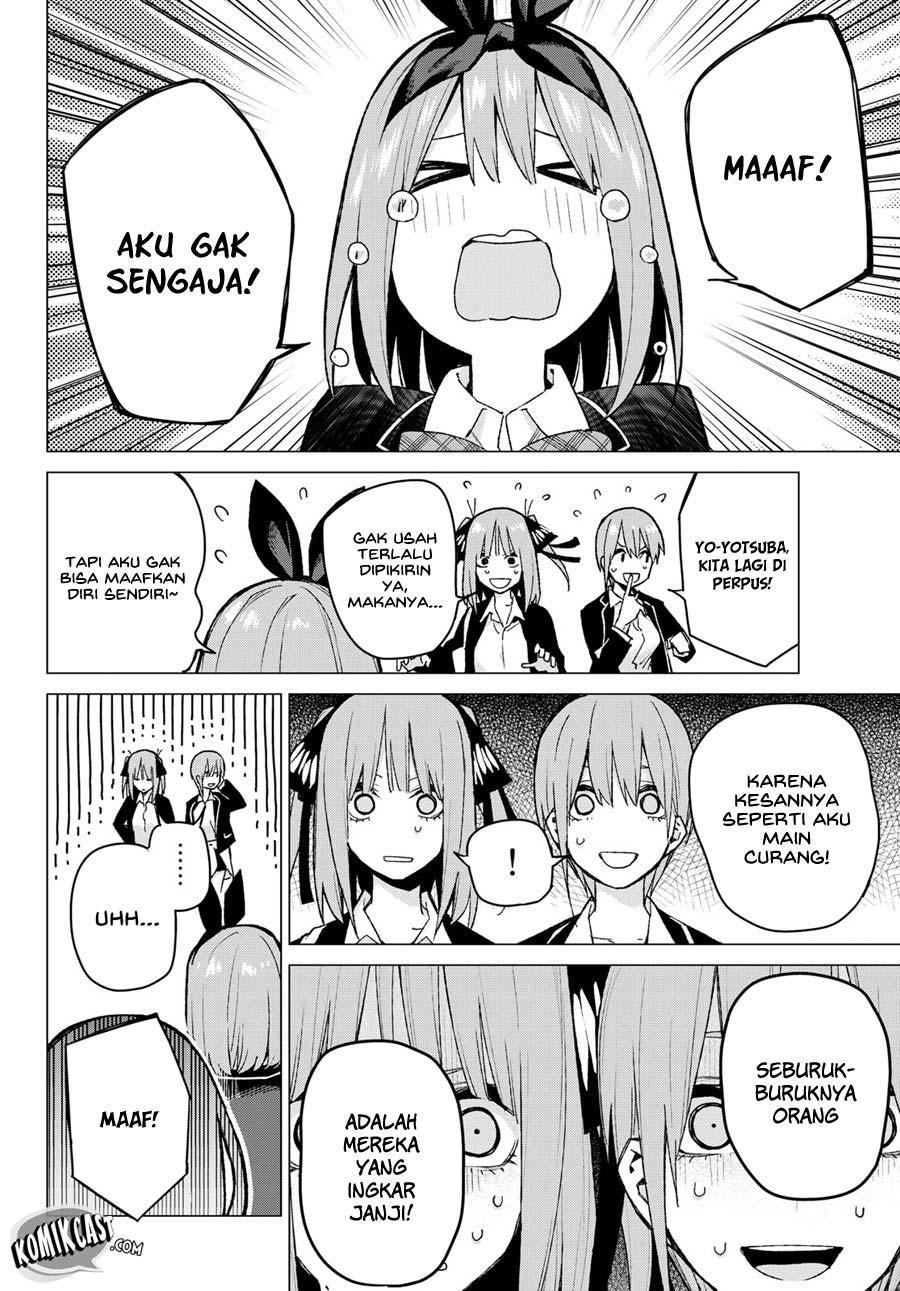 MAAAF!
AKU GAK
SENGAJA!
YO-YOTSUBA,
KITA LAGI DI
PERPUS!
GAK USAH
TERLALU
DIPIKIRIN
YA,
MAKANYA...
TAPI AKU GAK
BISA MAAFKAN
DIRI SENDIRI~
KARENA
KESANNYA
SEPERTI AKU
MAIN
CURANG!
!
......
UHH...
SEBURUK-
BURUKNYA
ORANG
ADALAH
MEREKA
YANG
INGKAR
JANJI!
MAAF!
KOMIKCAST
.COM